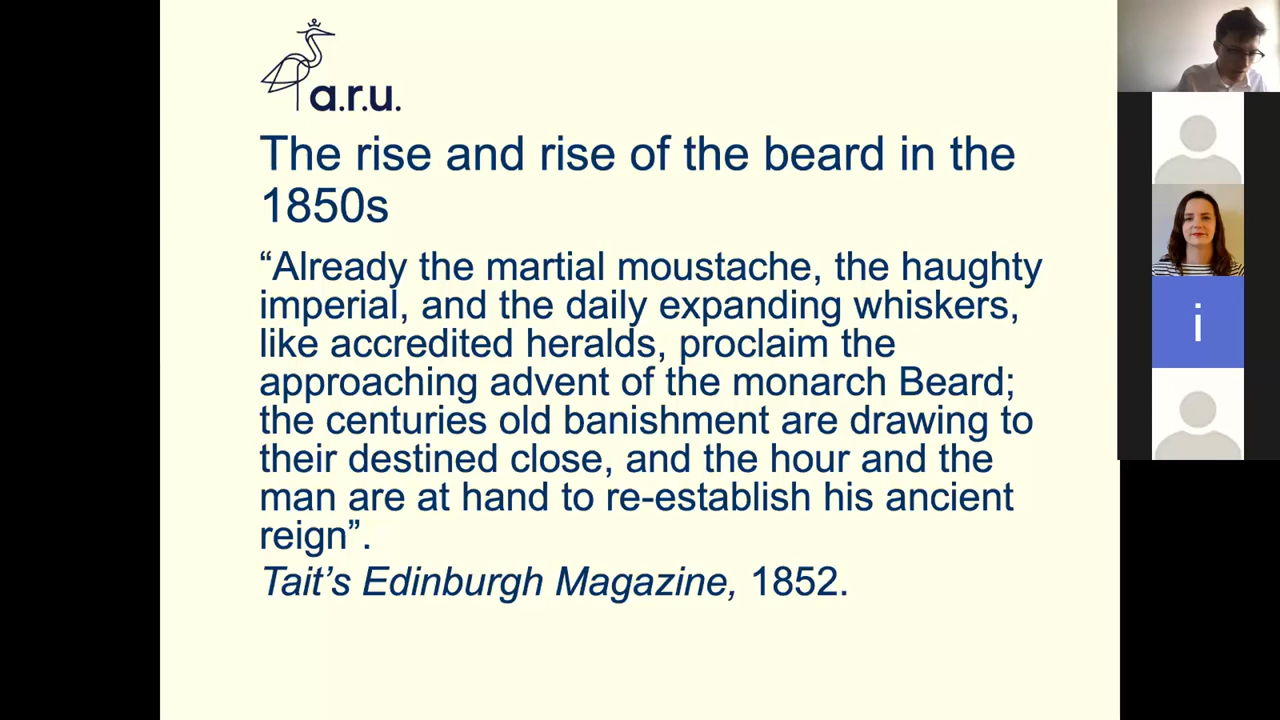 a.r.u.
The rise and rise of the beard in the
1850s
“Already the martial moustache, the haughty
imperial, and the daily expanding whiskers,
like accredited heralds, proclaim the
approaching advent of the monarch Beard;
the centuries old banishment are drawing to
their destined close, and the hour and the
man are at hand to re-establish his ancient
reign”.
Tait’s Edinburgh Magazine, 1852.
i